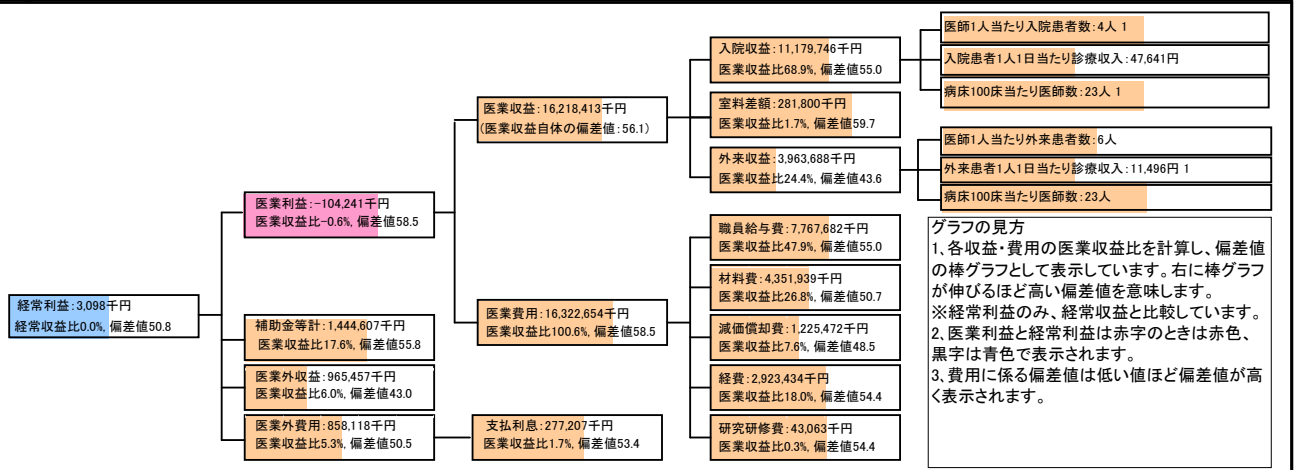 経常利益:3,098千円
経常収益比0.0%, 偏差値50.8
医業利益:-104,241千円
医業収益比-0.6%, 偏差値58.5
補助金等計:1,444,607千円
医業収益比17.6%, 偏差値55.8
医業外収益:965,457千円
医業収益比6.0%, 偏差値43.0
医業外費用:858,118千円
医業収益比5.3%, 偏差値50.5
支払利息:277,207千円
医業収益比1.7%, 偏差値53.4
医業収益:16,218,413千円
(医業収益自体の偏差値:56.1)
医業費用:16,322,654千円
医業収益比100.6%, 偏差値58.5
入院収益:11,179,746千円
医業収益比68.9%, 偏差値55.0
室料差額:281,800千円
医業収益比1.7%, 偏差値59.7
外来収益:3,963,688千円
医業収益比24.4%, 偏差値43.6
職員給与費:7,767,682千円
医業収益比47.9%, 偏差値55.0
材料費:4,351,939千円
医業収益比26.8%, 偏差値50.7
減価償却費:1,225,472千円
医業収益比7.6%, 偏差値48.5
経費:2,923,434千円
医業収益比18.0%, 偏差値54.4
研究研修費:43,063千円
医業収益比0.3%, 偏差値54.4
医師1人当たり入院患者数:4人 1
入院患者1人1日当たり診療収入:47,641円
病床100床当たり医師数:23人 1
医師1人当たり外来患者数:6人
外来患者1人1日当たり診療収入:11,496円 1
病床100床当たり医師数:23人
グラフの見方
1、各収益・費用の医業収益比を計算し、偏差値
の棒グラフとして表示しています。右に棒グラフ
が伸びるほど高い偏差値を意味します。
※経常利益のみ、経常収益と比較しています。
2、医業利益と経常利益は赤字のときは赤色、
黒字は青色で表示されます。
3、費用に係る偏差値は低い値ほど偏差値が高
く表示されます。